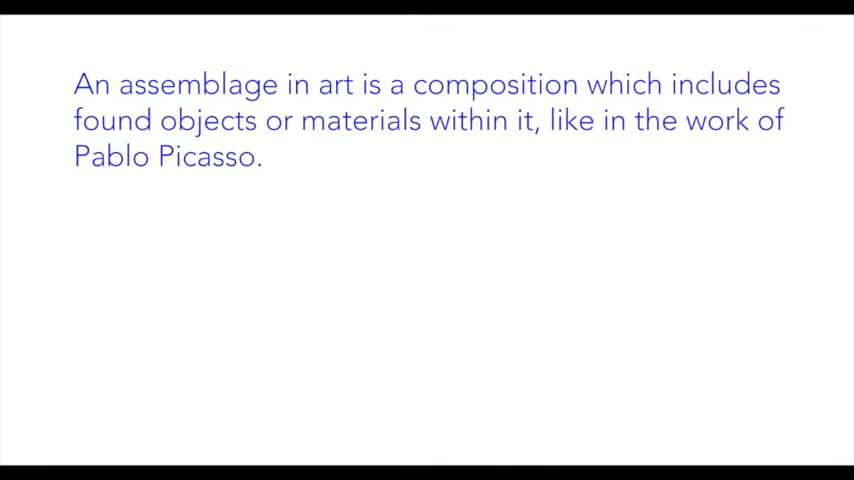 An assemblage in art is a composition which includes
found objects or materials within it, like in the work of
Pablo Picasso.